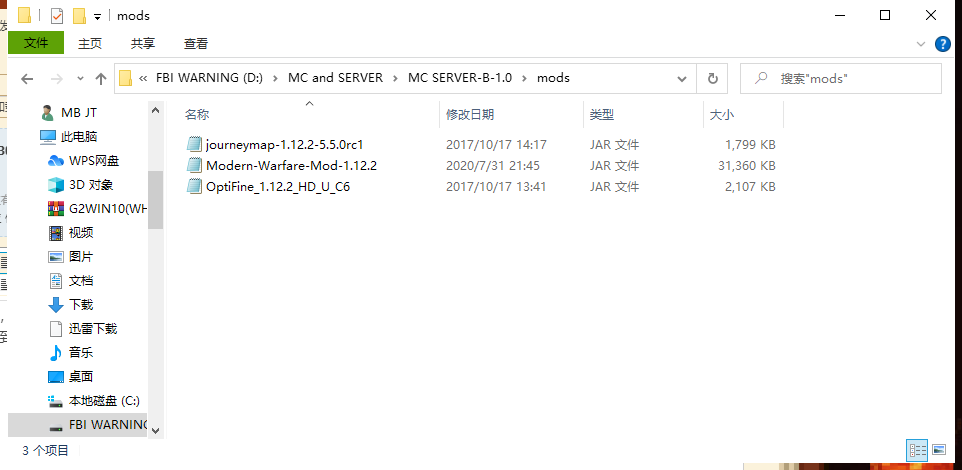 mods
文件 主页 共享 查看
« FBI WARNING (D:) › MC and SERVER › MC SERVER-B-1.0 › mods
搜索"mods"
名称 修改日期 类型 大小
journeymap-1.12.2-5.5.0rc1 2017/10/17 14:17 JAR 文件 1,799 KB
Modern-Warfare-Mod-1.12.2 2020/7/31 21:45 JAR 文件 31,360 KB
OptiFine_1.12.2_HD_U_C6 2017/10/17 13:41 JAR 文件 2,107 KB
MB JT
此电脑
WPS网盘
3D 对象
G2WIN10(WH
视频
图片
文档
下载
迅雷下载
音乐
桌面
本地磁盘 (C:)
FBI WARNING
3 个项目